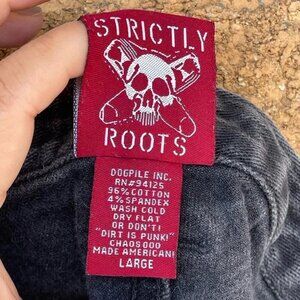 STRICTLY
ROOTS
DOGPILE INC.
RN#94125
96% COTTON
4% SPANDEX
WASH COLD
DRY FLAT
OR DON'T!
"DIRT IS PUNK!"
CHAOS000
MADE AMERICAN!
LARGE